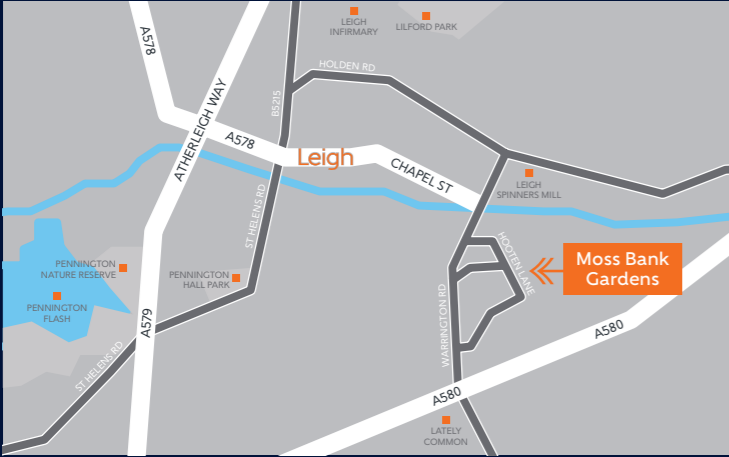 LEIGH
INFIRMARY
LILFORD PARK
A578
HOLDEN RD
ATHERLEIGH WAY
B5215
A578
Leigh
CHAPEL ST
LEIGH
SPINNERS MILL
ST HELENS RD
HOOTEN LANE
Moss Bank
Gardens
PENNINGTON
NATURE RESERVE
PENNINGTON
HALL PARK
PENNINGTON
FLASH
A579
WARRINGTON RD
A580
ST HELENS RD
A580
LATELY
COMMON